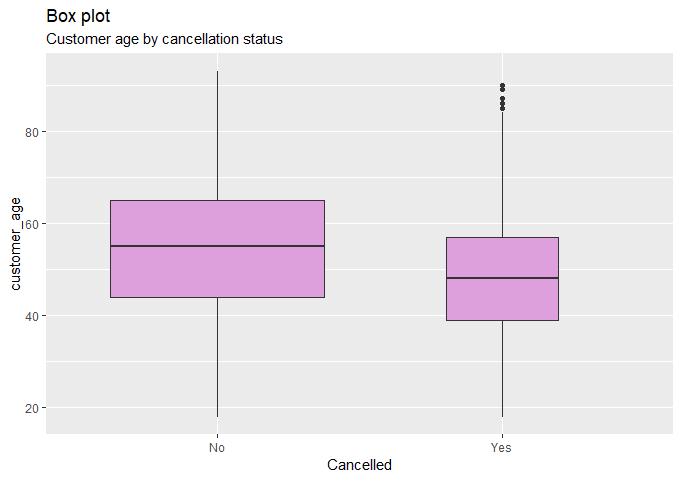 Box plot
Customer age by cancellation status
customer_age
80
60
40
20
No
Yes
Cancelled